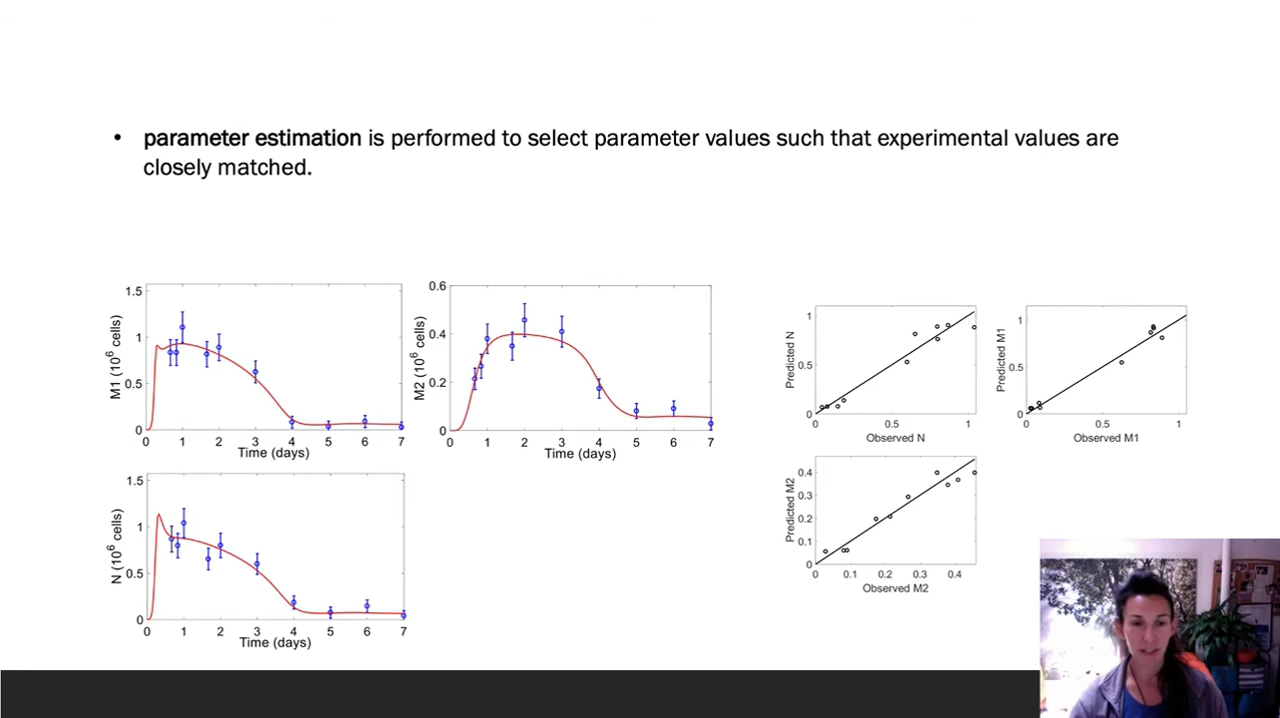 • parameter estimation is performed to select parameter values such that experimental values are
closely matched.
1.5
1
0.5
0
M1 (10⁶ cells)
0 1 2 3 4 5 6 7
Time (days)
0.6
0.4
0.2
0
M2 (10⁶ cells)
0 1 2 3 4 5 6 7
Time (days)
1.5
1
0.5
0
N (10⁶ cells)
0 1 2 3 4 5 6 7
Time (days)
1
0.5
0
Predicted N
0 0.5 1
Observed N
1
0.5
0
Predicted M1
0 0.5 1
Observed M1
0.4
0.3
0.2
0.1
0
Predicted M2
0 0.1 0.2 0.3 0.4
Observed M2